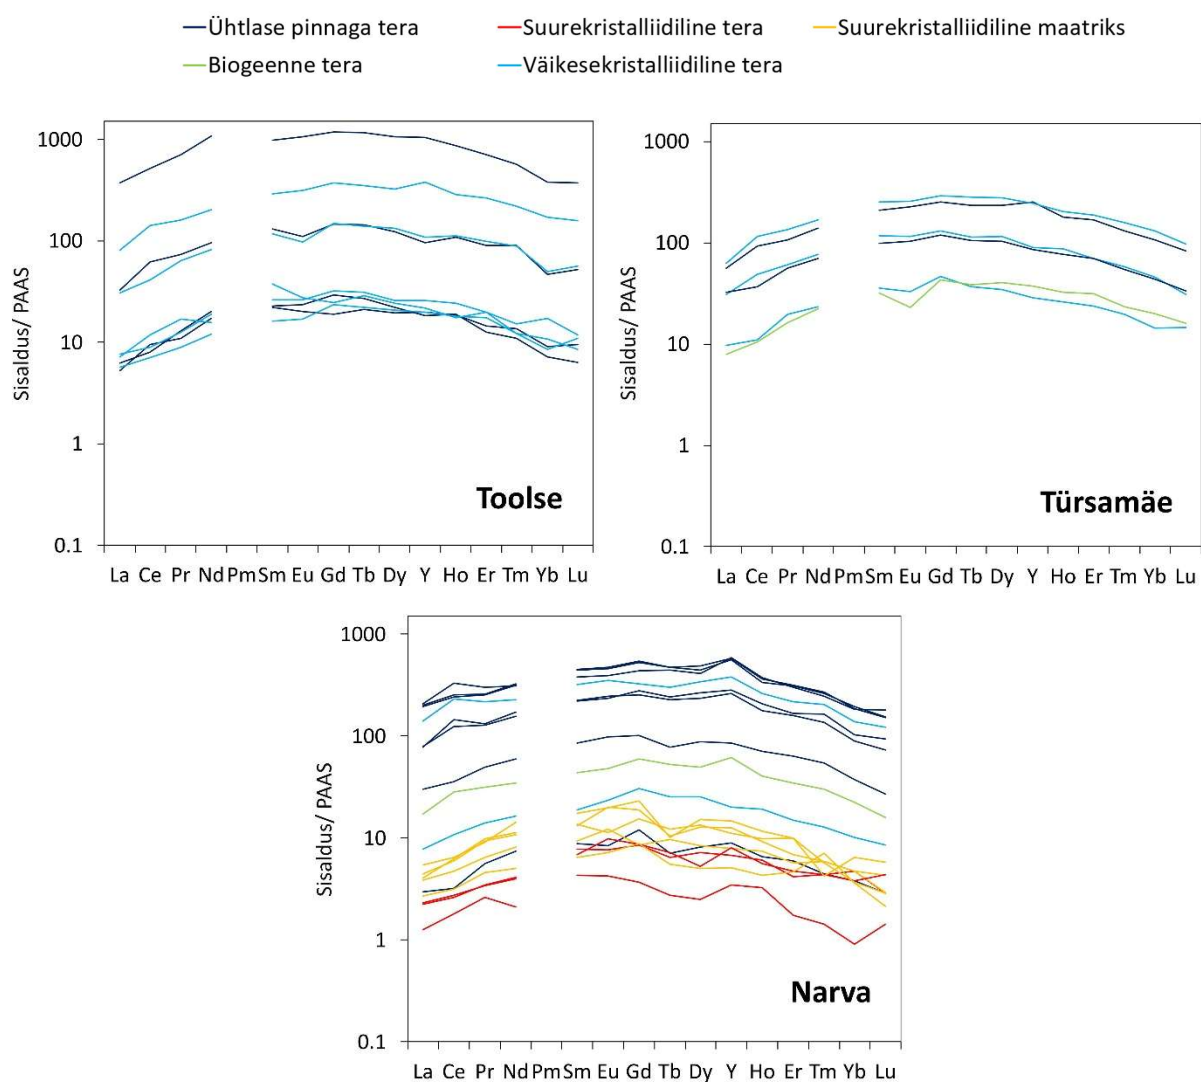 Ühtlase pinnaga tera Suurekristalliidiline tera Suurekristalliidiline maatriks
Biogeenne tera Väikesekristalliidiline tera
Sisaldus/ PAAS
1000
100
10
1
0.1
Toolse
La Ce Pr Nd Pm Sm Eu Gd Tb Dy Y Ho Er Tm Yb Lu
Sisaldus/ PAAS
1000
100
10
1
0.1
Türsamäe
La Ce Pr Nd Pm Sm Eu Gd Tb Dy Y Ho Er Tm Yb Lu
Sisaldus/ PAAS
1000
100
10
1
0.1
Narva
La Ce Pr Nd Pm Sm Eu Gd Tb Dy Y Ho Er Tm Yb Lu